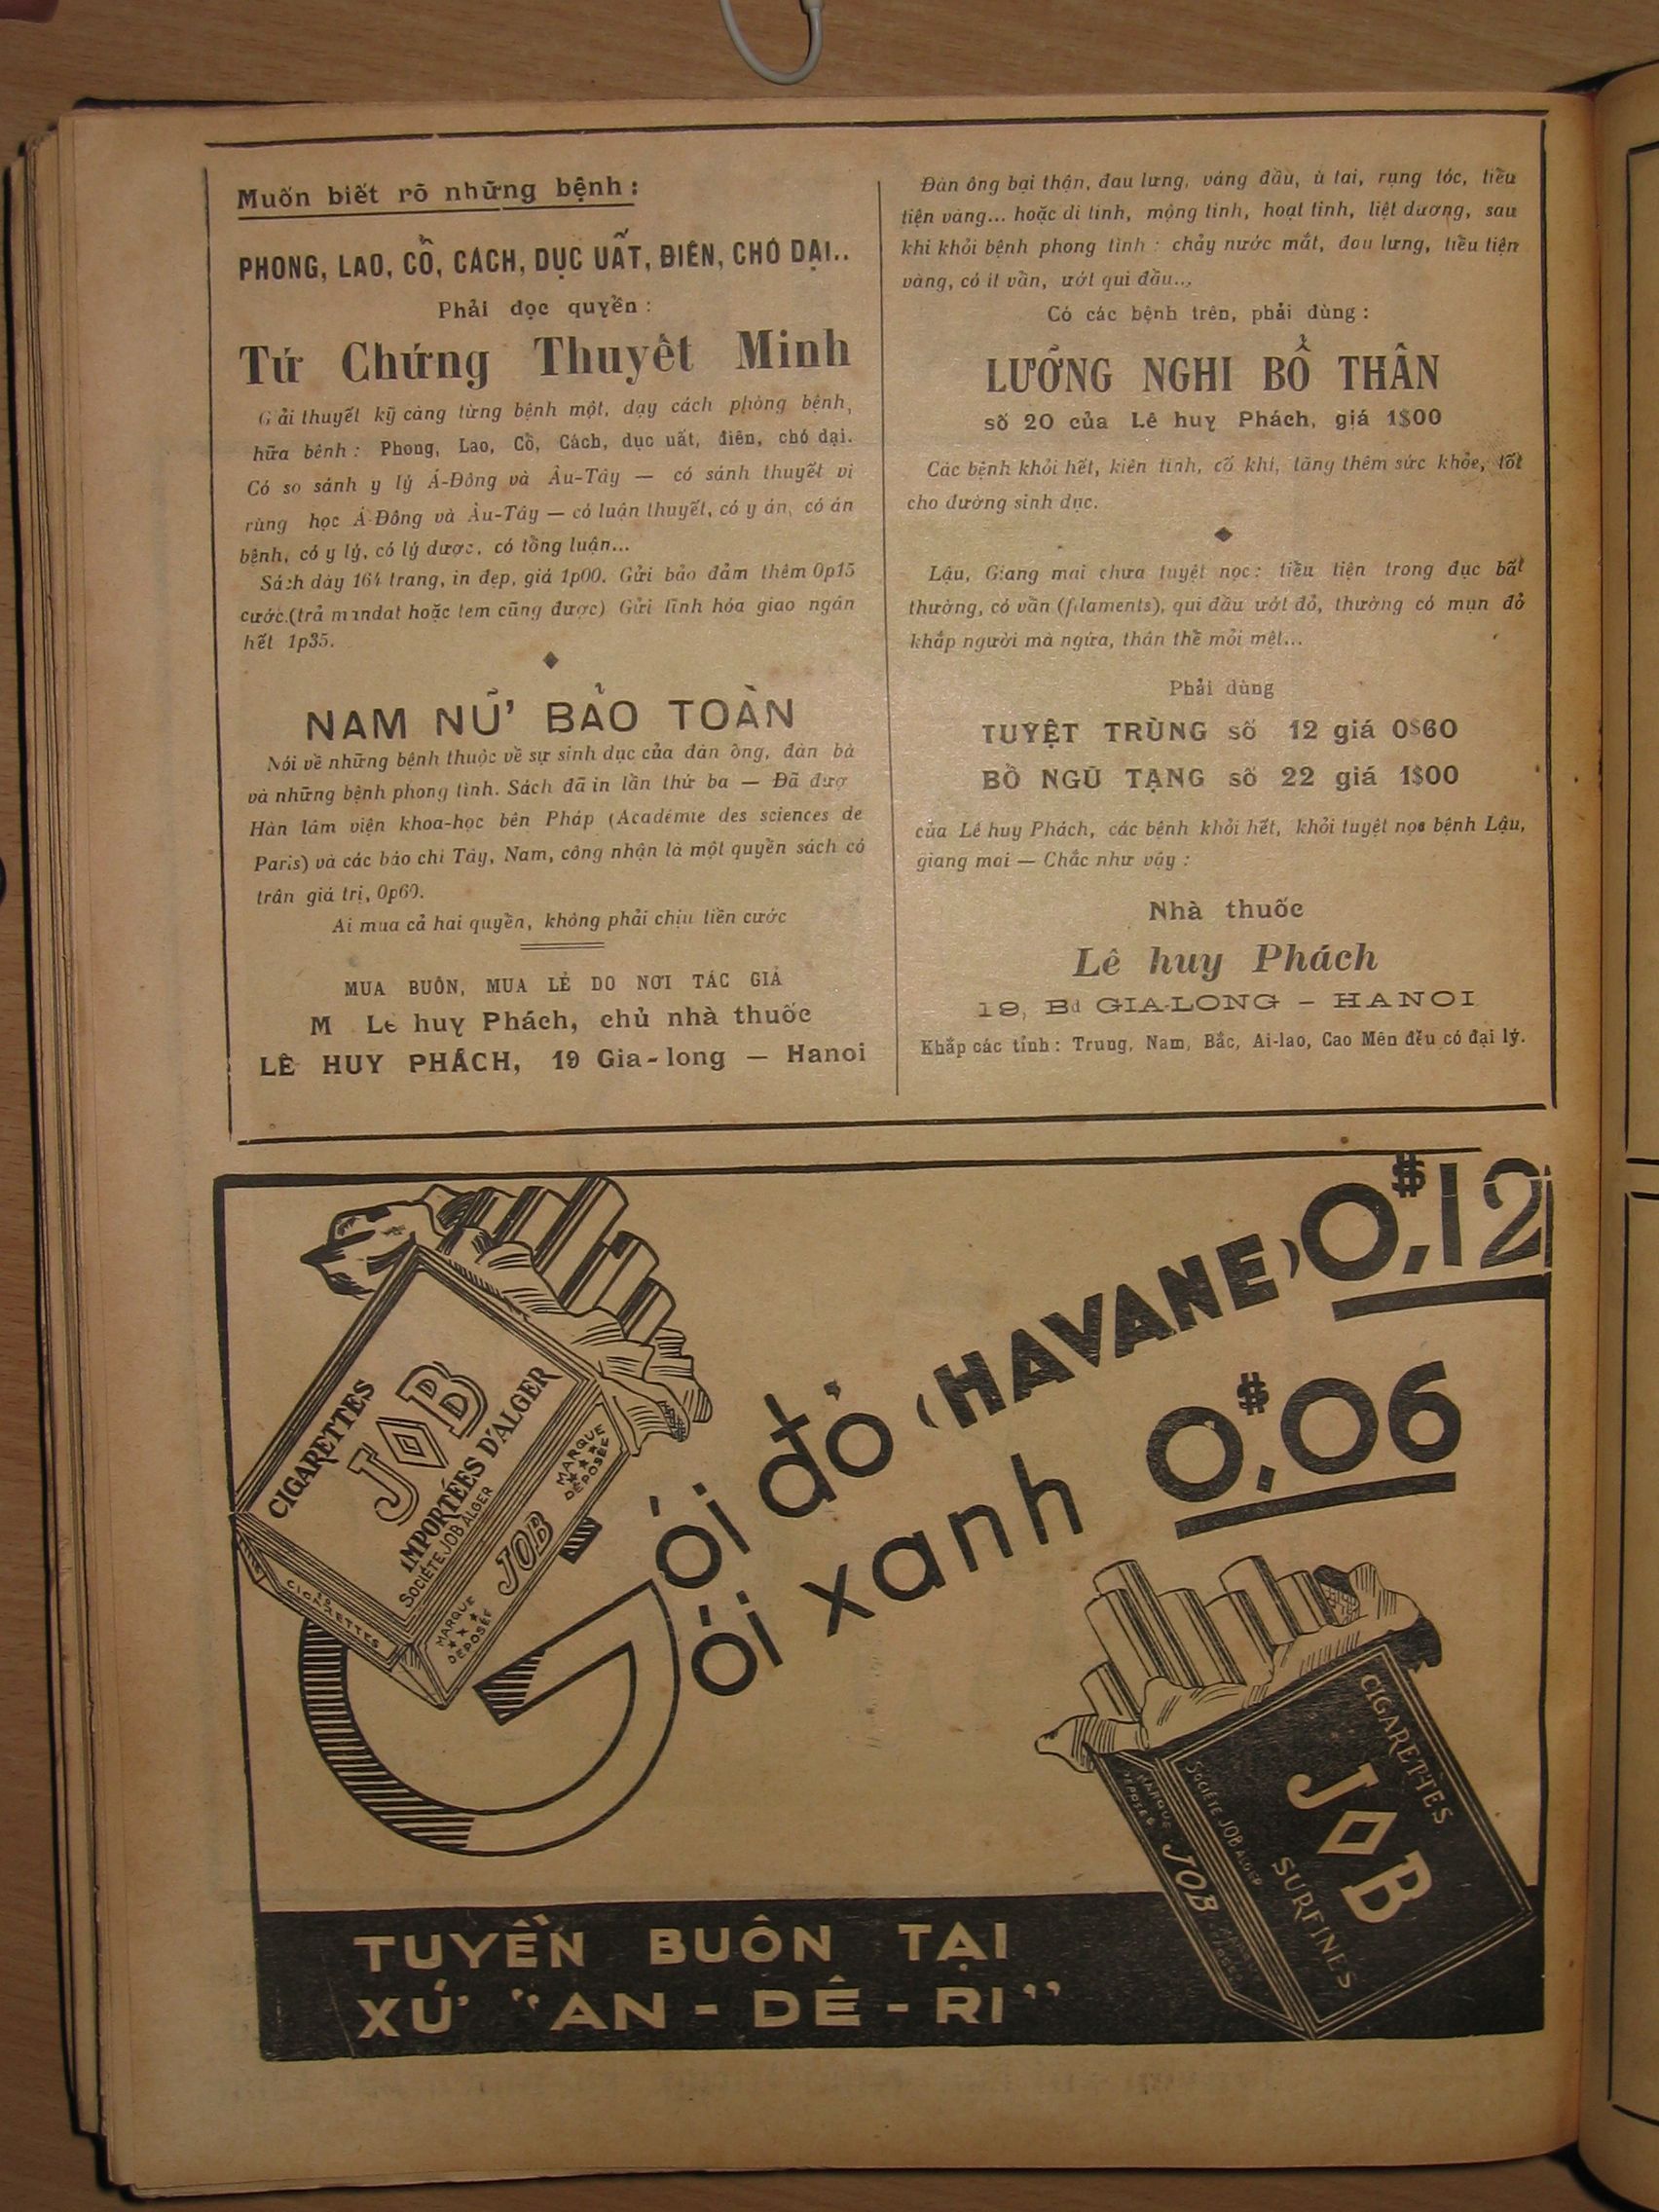 Muốn biết rõ những bệnh :
PHONG, LAO, CỔ, CÁCH, DỤC UẤT, ĐIÊN, CHÓ DẠI..
Phải đọc quyển :
Tứ Chứng Thuyết Minh
G ải thuyết kỹ càng từng bệnh một, dạy cách phòng bệnh,
hữa bệnh : Phong, Lao, Cổ, Cách, dục uất, điên, chó dại.
Có so sánh y lý Á-Đông và Âu-Tây — có sánh thuyết vi
rùng học Á-Đông và Âu-Tây — có luận thuyết, có y án, có án
bệnh, có y lý, có lý dược, có tổng luận...
Sách dày 164 trang, in đẹp, giá 1p00. Gửi bảo đảm thêm 0p15
cước.(trả mandat hoặc tem cũng được) Gửi lĩnh hóa giao ngân
hết 1p35.
NAM NỮ BẢO TOÀN
Nói về những bệnh thuộc về sự sinh dục của đàn ông, đàn bà
và những bệnh phong tình. Sách đã in lần thứ ba — Đã đượ
Hàn lâm viện khoa-học bên Pháp (Académie des sciences de
Paris) và các báo chí Tây, Nam, công nhận là một quyển sách có
trân giá trị, 0p60.
Ai mua cả hai quyển, không phải chịu tiền cước
MUA BUÔN, MUA LẺ DO NƠI TÁC GIẢ
M Lê huy Phách, chủ nhà thuốc
LÊ HUY PHÁCH, 19 Gia-long — Hanoi
Đàn ông bại thận, đau lưng, váng đầu, ù tai, rụng tóc, tiểu
tiện vàng... hoặc di tinh, mộng tinh, hoạt tinh, liệt dương, sau
khi khỏi bệnh phong tình : chảy nước mắt, đau lưng, tiểu tiện
vàng, có ít vẩn, ướt qui đầu...
Có các bệnh trên, phải dùng :
LƯỠNG NGHI BỔ THẬN
số 20 của Lê huy Phách, giá 1$00
Các bệnh khỏi hết, kiên tinh, cố khí, tăng thêm sức khỏe, tốt
cho đường sinh dục.
Lậu, Giang mai chưa tuyệt nọc : tiểu tiện trong đục bất
thường, có vẩn (filaments), qui đầu ướt đỏ, thường có mụn đỏ
khắp người mà ngứa, thân thể mỏi mệt...
Phải dùng
TUYỆT TRÙNG số 12 giá 0$60
BỔ NGŨ TẠNG số 22 giá 1$00
của Lê huy Phách, các bệnh khỏi hết, khỏi tuyệt nọc bệnh Lậu,
giang mai — Chắc như vậy :
Nhà thuốc
Lê huy Phách
19, Bd GIA-LONG – HANOI
Khắp các tỉnh : Trung, Nam, Bắc, Ai-lao, Cao Mên đều có đại lý.
Gói đỏ (HAVANE) 0$,12
ói xanh 0$,06
CIGARETTES
JOB
IMPORTÉES D'ALGER
SOCIÉTÉ JOB ALGER
MARQUE DÉPOSÉE
JOB
MARQUE DÉPOSÉE
CIGARETTES
CIGARETTES
JOB
SURFINES
SOCIÉTÉ JOB ALGER
MARQUE DÉPOSÉE
JOB
TUYỀN BUÔN TẠI
XỨ "AN-DÊ-RI"